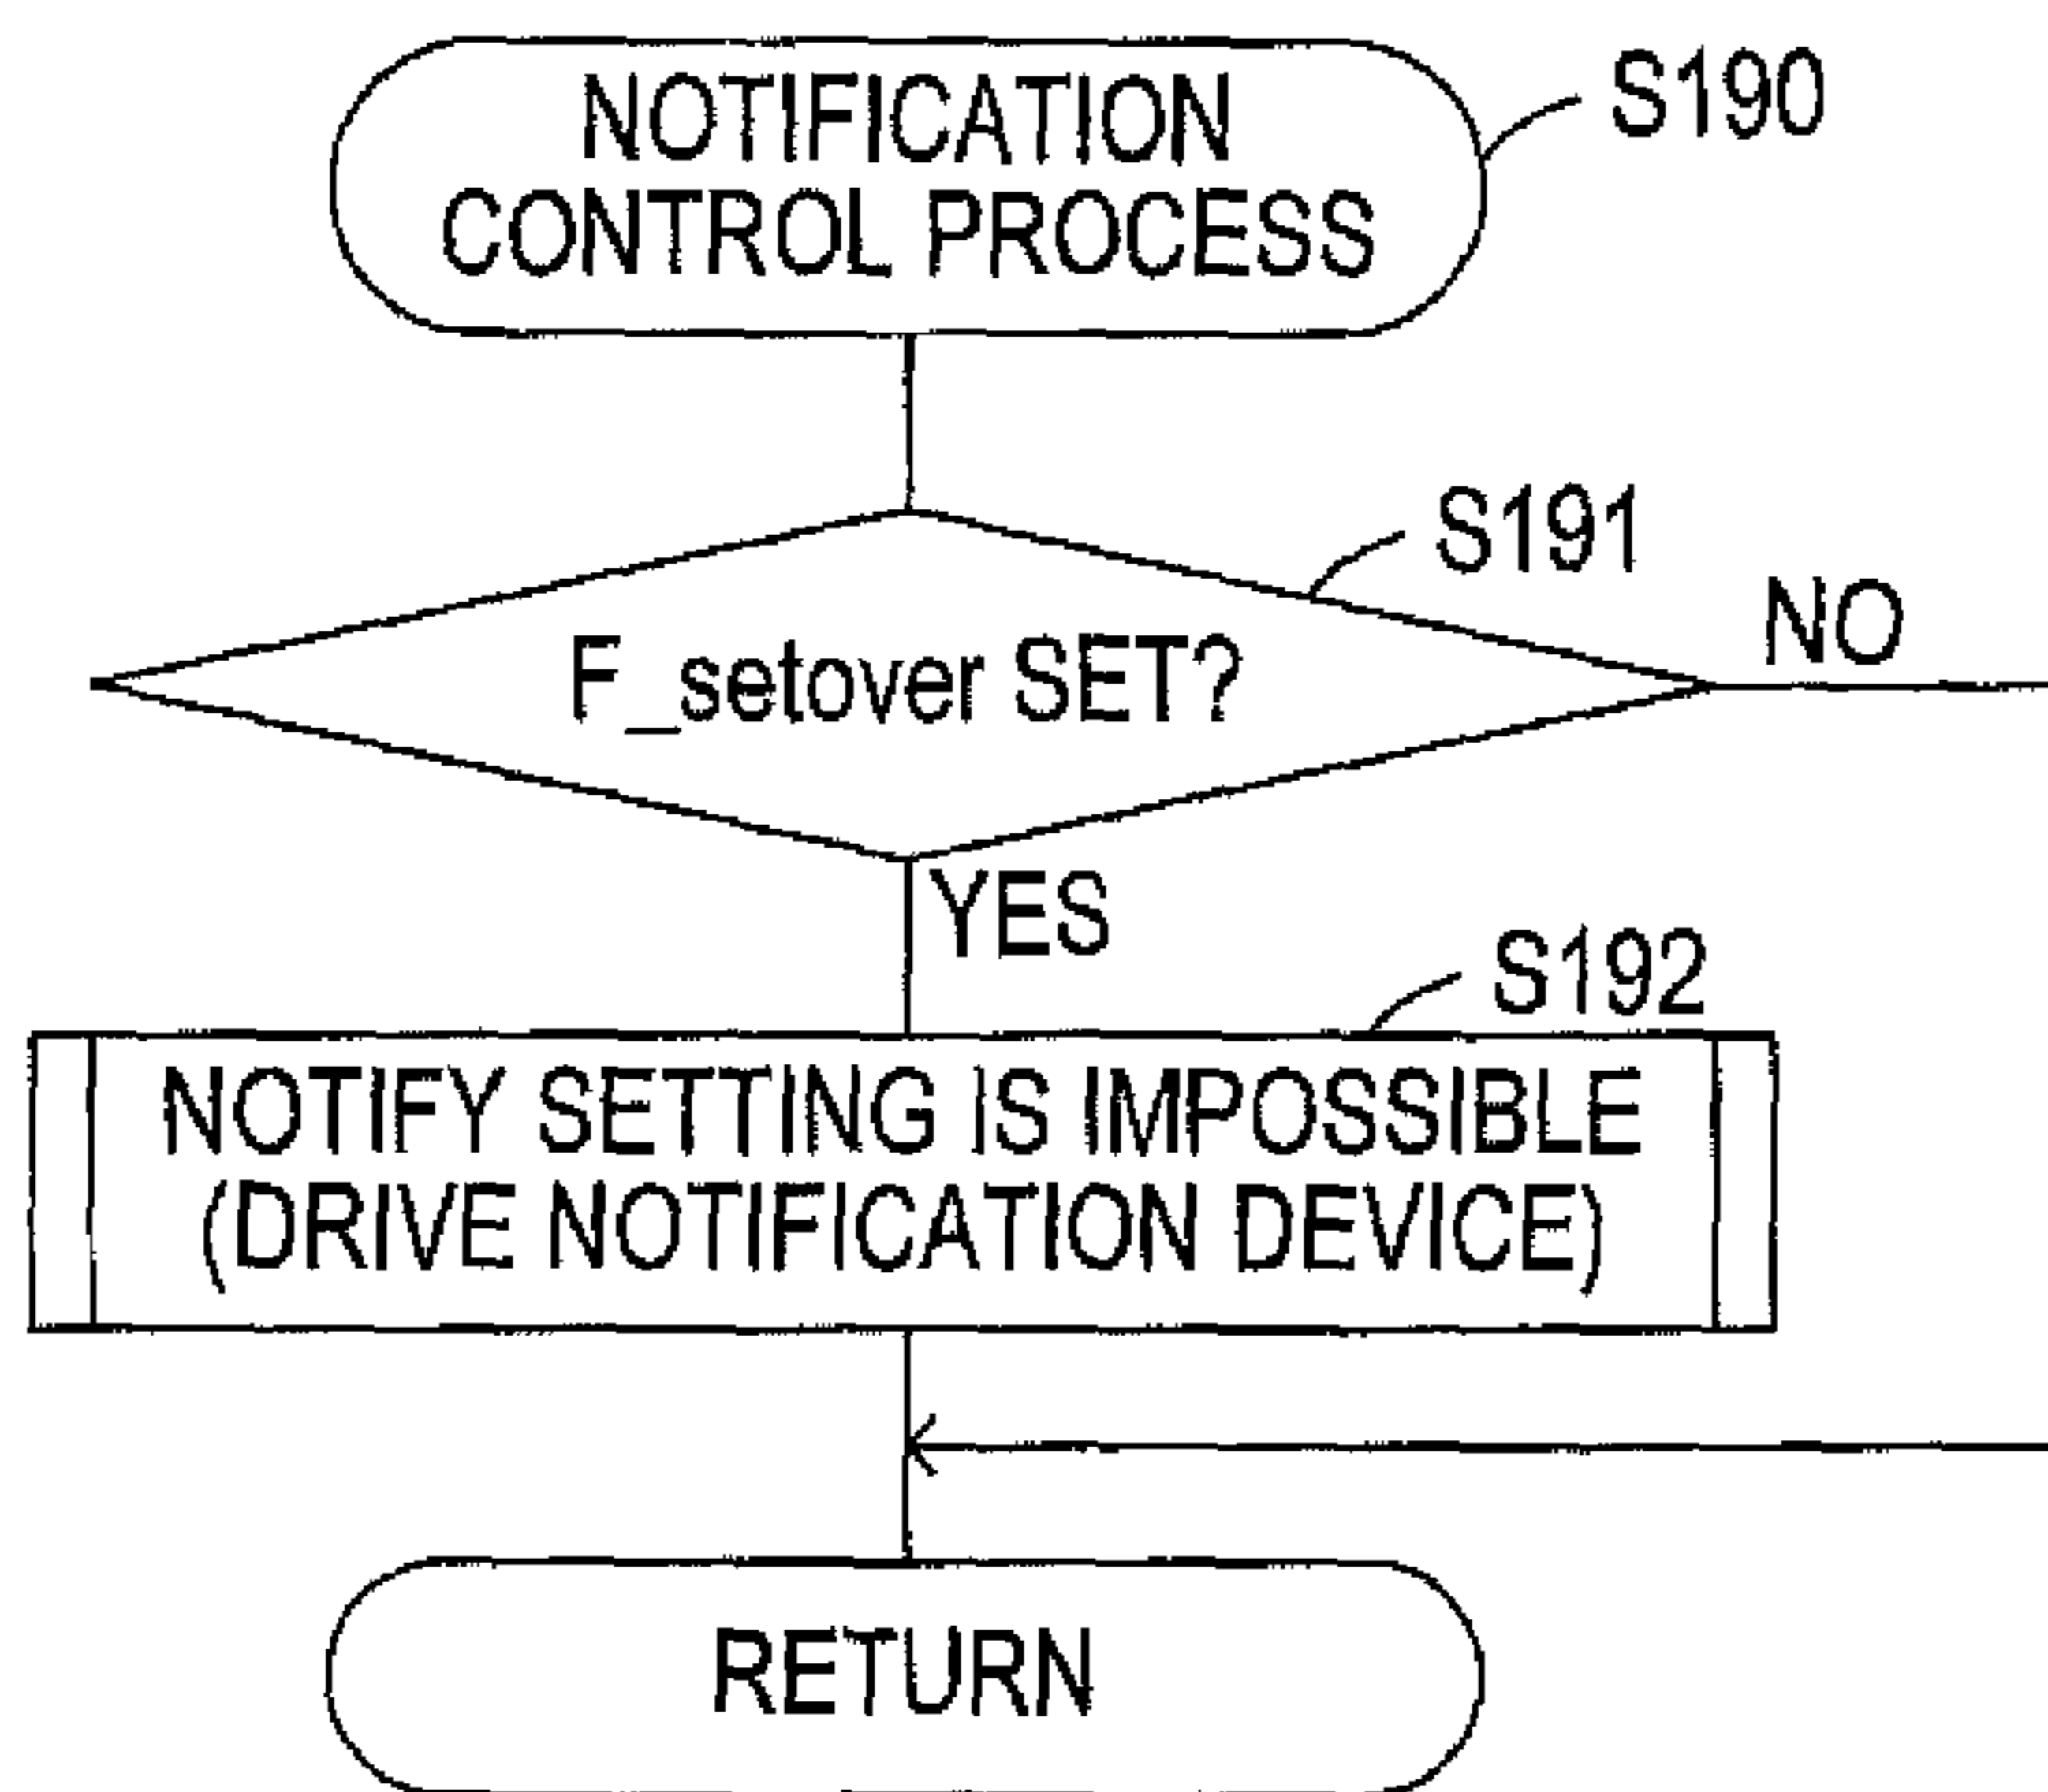 NOTIFICATION
CONTROL PROCESS
S190
S191
F_setover SET?
NO
YES
S192
NOTIFY SETTING IS IMPOSSIBLE
(DRIVE NOTIFICATION DEVICE)
RETURN